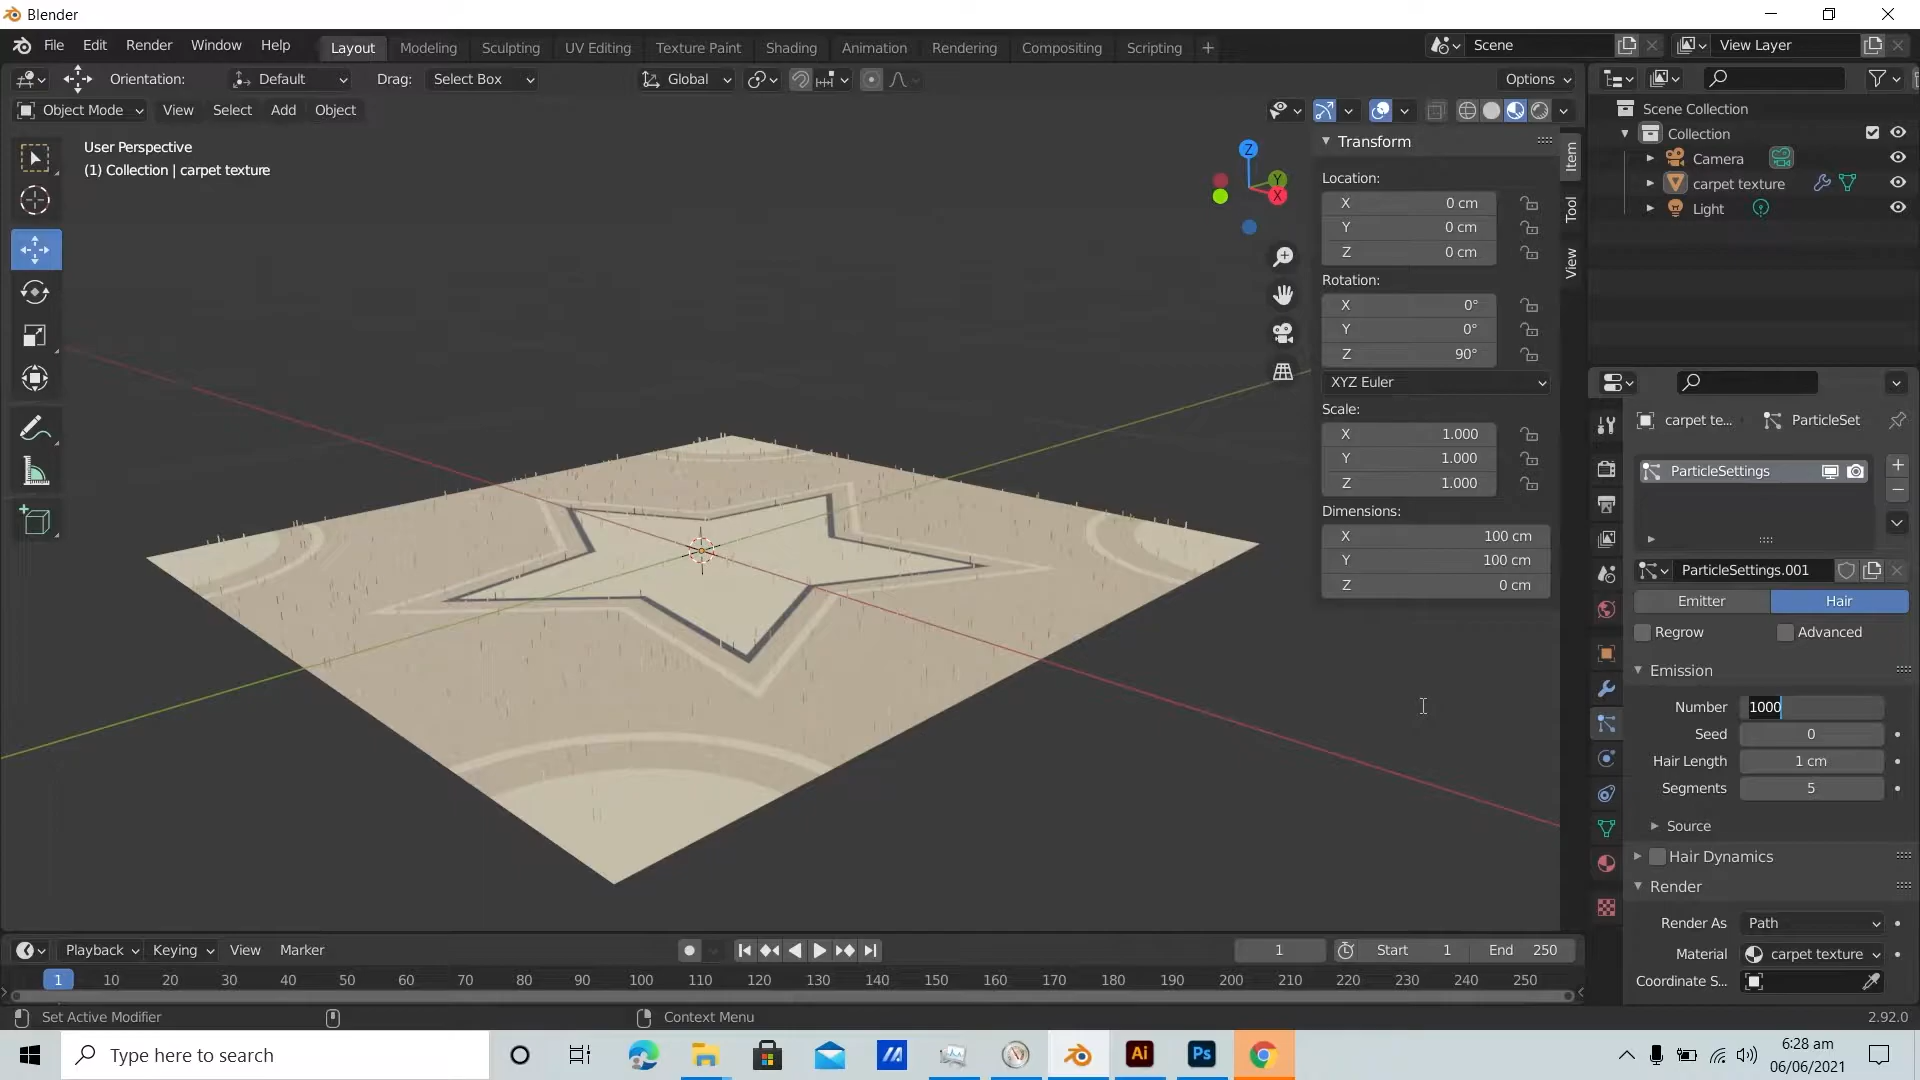 Blender
File Edit Render Window Help Layout Modeling Sculpting UV Editing Texture Paint Shading Animation Rendering Compositing Scripting + Scene View Layer
Orientation: Default Drag: Select Box Global Options
Object Mode View Select Add Object
User Perspective
(1) Collection | carpet texture
Z
Y
X
Transform
Location:
X 0 cm
Y 0 cm
Z 0 cm
Rotation:
X 0°
Y 0°
Z 90°
XYZ Euler
Scale:
X 1.000
Y 1.000
Z 1.000
Dimensions:
X 100 cm
Y 100 cm
Z 0 cm
Item
Tool
View
Scene Collection
Collection
Camera
carpet texture
Light
carpet te... ParticleSet
ParticleSettings
ParticleSettings.001
Emitter Hair
Regrow Advanced
Emission
Number 1000
Seed 0
Hair Length 1 cm
Segments 5
Source
Hair Dynamics
Render
Render As Path
Material carpet texture
Coordinate S...
Playback Keying View Marker 1 Start 1 End 250
1 10 20 30 40 50 60 70 80 90 100 110 120 130 140 150 160 170 180 190 200 210 220 230 240 250
Set Active Modifier Context Menu 2.92.0
Type here to search
Ai
Ps
6:28 am
06/06/2021